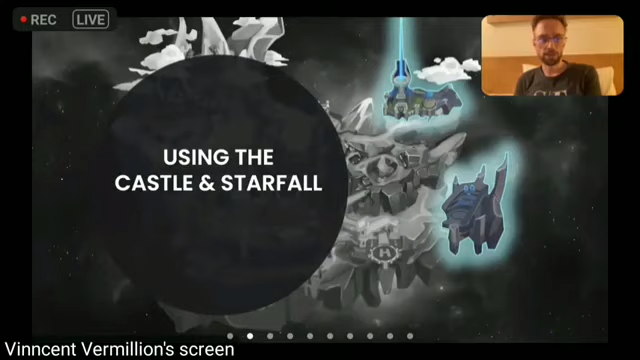 REC LIVE
USING THE
CASTLE & STARFALL
H
Vinncent Vermillion's screen